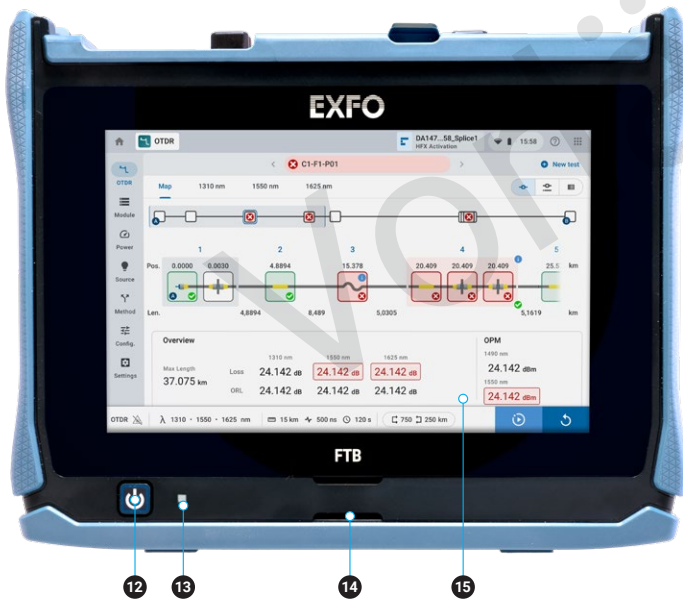 EXFO
OTDR
DA147...58_Splice1
HFX Activation
15:58
C1-F1-P01
New test
OTDR
Module
Power
Source
Method
Config.
Settings
Map 1310 nm 1550 nm 1625 nm
A B
1 2 3 4 5
Pos. 0.0000 0.0030 4.8894 15.378 20.409 20.409 20.409 25.5 km
A
Len. 4,8894 8,489 5,0305 5,1619 km
Overview
1310 nm 1550 nm 1625 nm
Max Length
37.075 km
Loss 24.142 dB 24.142 dB 24.142 dB
ORL 24.142 dB 24.142 dB 24.142 dB
OPM
1490 nm
24.142 dBm
1550 nm
24.142 dBm
OTDR λ 1310 · 1550 · 1625 nm 15 km 500 ns 120 s 750 250 km
FTB
12 13 14 15